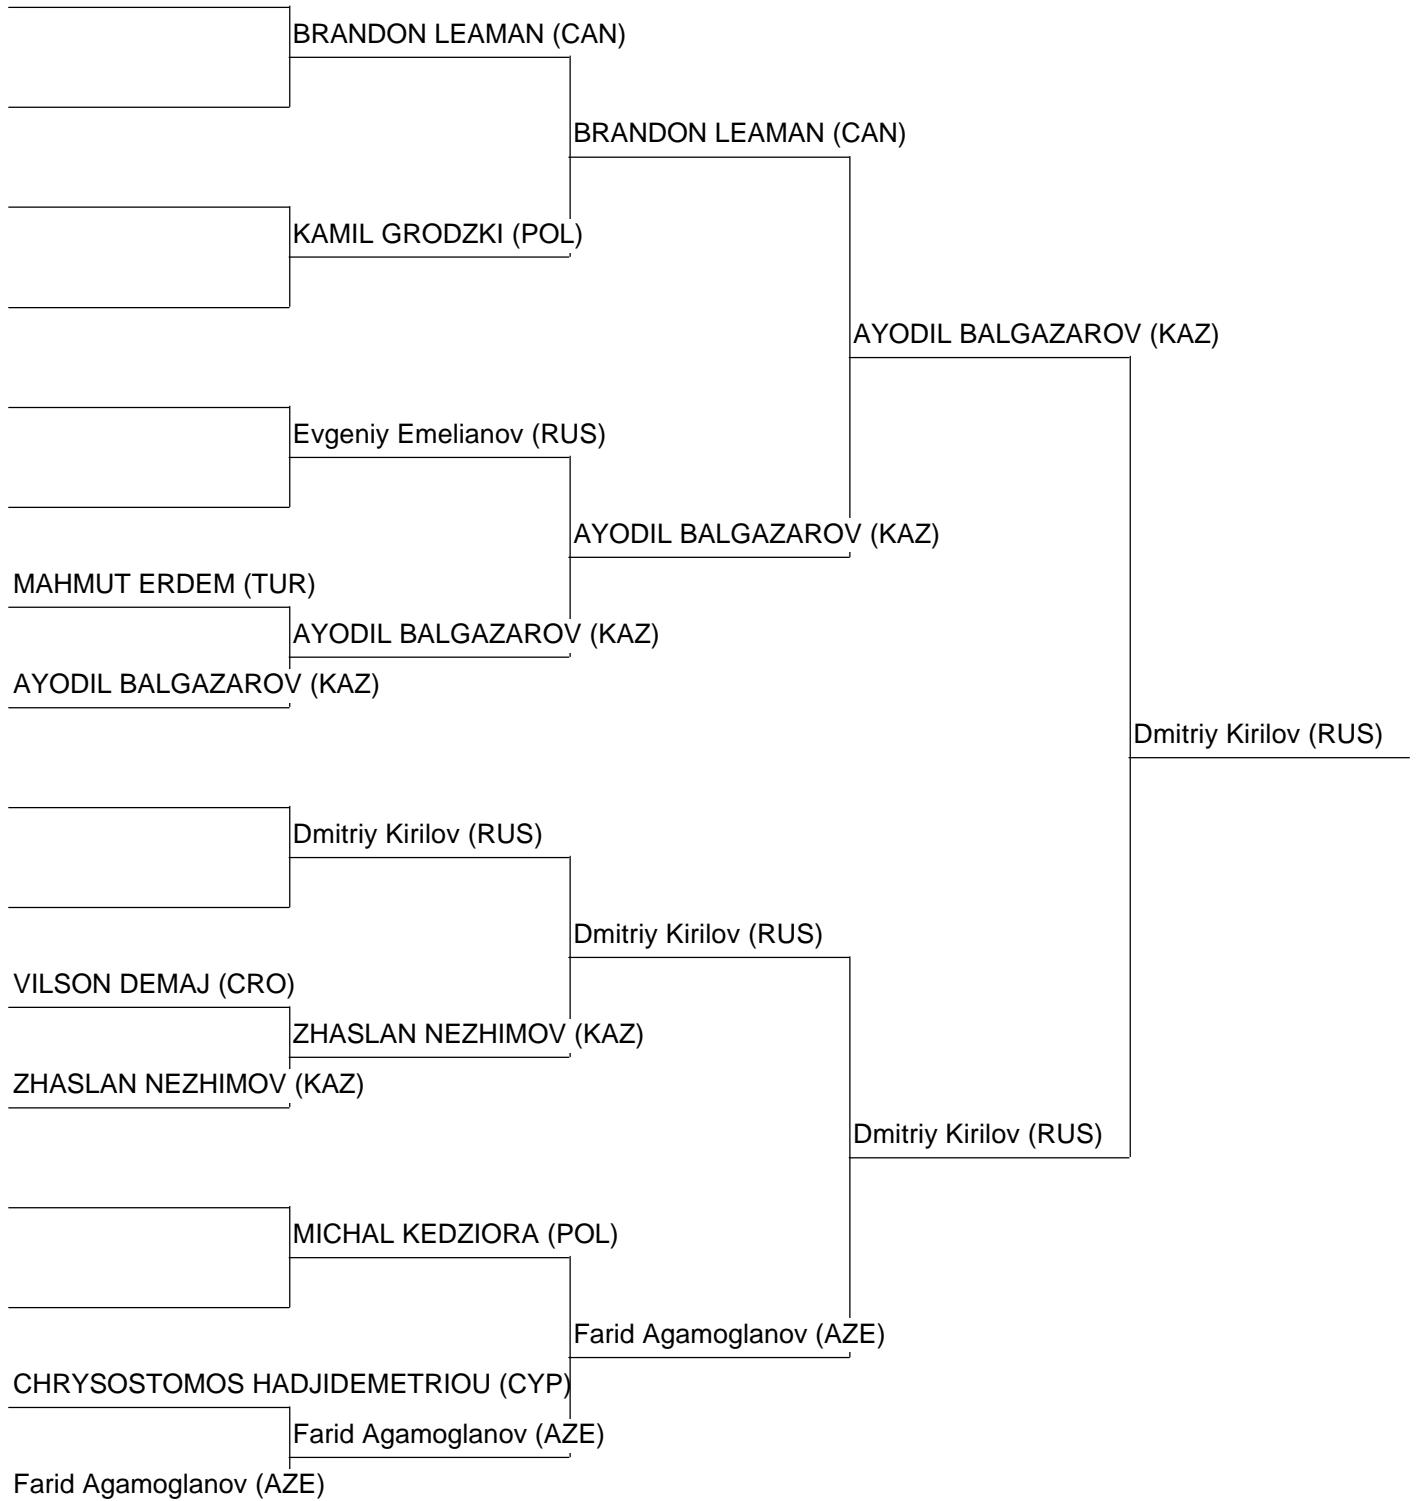 BRANDON LEAMAN (CAN)
BRANDON LEAMAN (CAN)
KAMIL GRODZKI (POL)
AYODIL BALGAZAROV (KAZ)
Evgeniy Emelianov (RUS)
AYODIL BALGAZAROV (KAZ)
MAHMUT ERDEM (TUR)
AYODIL BALGAZAROV (KAZ)
AYODIL BALGAZAROV (KAZ)
Dmitriy Kirilov (RUS)
Dmitriy Kirilov (RUS)
Dmitriy Kirilov (RUS)
VILSON DEMAJ (CRO)
ZHASLAN NEZHIMOV (KAZ)
ZHASLAN NEZHIMOV (KAZ)
Dmitriy Kirilov (RUS)
MICHAL KEDZIORA (POL)
Farid Agamoglanov (AZE)
CHRYSOSTOMOS HADJIDEMETRIOU (CYP)
Farid Agamoglanov (AZE)
Farid Agamoglanov (AZE)